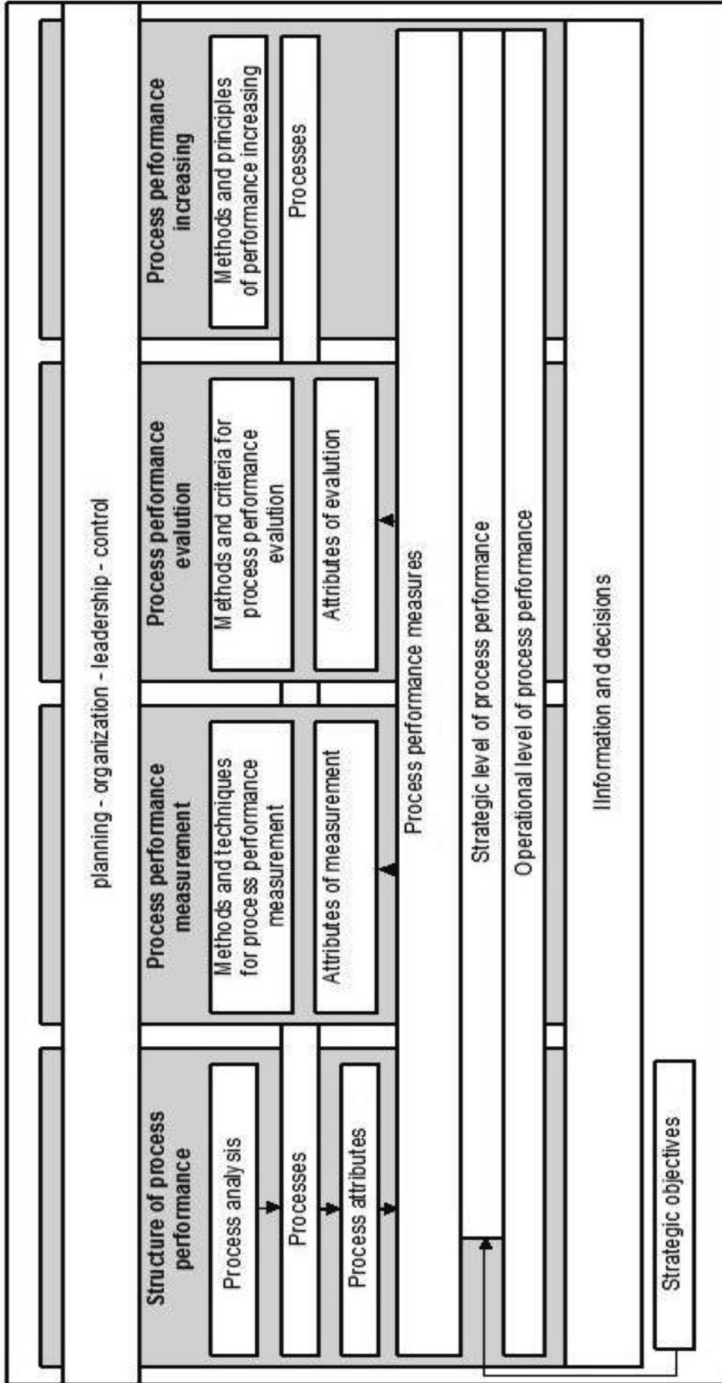 planning - organization - leadership - control
Structure of process
performance
Process analysis
Processes
Process attributes
Process performance
measurement
Methods and techniques
for process performance
measurement
Attributes of measurement
Process performance
evalution
Methods and criteria for
process performance
evalution
Attributes of evalution
Process performance
increasing
Methods and principles
of performance increasing
Processes
Process performance measures
Strategic level of process performance
Operational level of process performance
IInformation and decisions
Strategic objectives